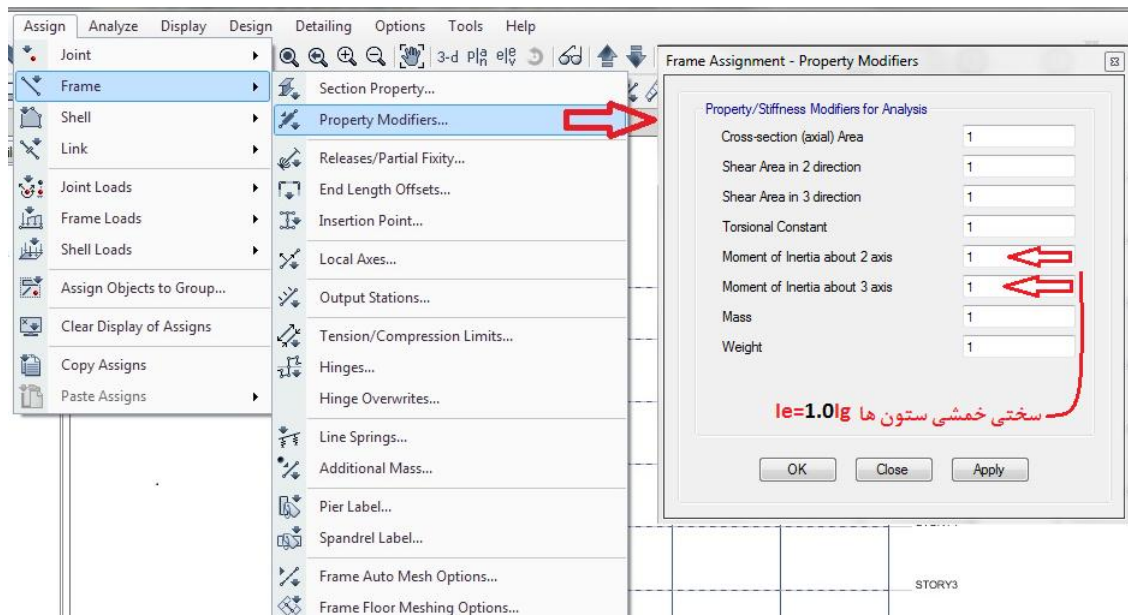 Assign Analyze Display Design Detailing Options Tools Help
Joint
Frame
Shell
Link
Joint Loads
Frame Loads
Shell Loads
Assign Objects to Group...
Clear Display of Assigns
Copy Assigns
Paste Assigns
3-d
Section Property...
Property Modifiers...
Releases/Partial Fixity...
End Length Offsets...
Insertion Point...
Local Axes...
Output Stations...
Tension/Compression Limits...
Hinges...
Hinge Overwrites...
Line Springs...
Additional Mass...
Pier Label...
Spandrel Label...
Frame Auto Mesh Options...
Frame Floor Meshing Options...
Frame Assignment - Property Modifiers
Property/Stiffness Modifiers for Analysis
Cross-section (axial) Area 1
Shear Area in 2 direction 1
Shear Area in 3 direction 1
Torsional Constant 1
Moment of Inertia about 2 axis 1
Moment of Inertia about 3 axis 1
Mass 1
Weight 1
سختی خمشی ستون ها Ie=1.0Ig
OK Close Apply
STORY3